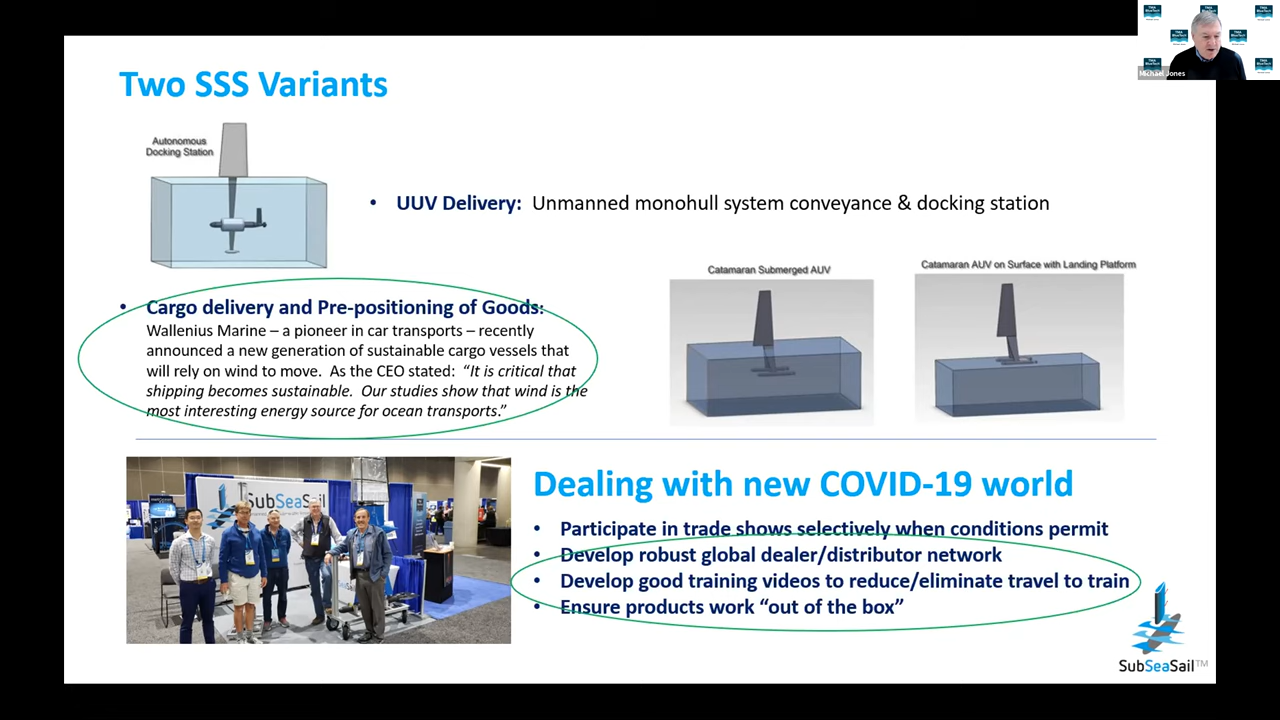 Michael Jones
Two SSS Variants
Autonomous
Docking Station
• UUV Delivery: Unmanned monohull system conveyance & docking station
Catamaran Submerged AUV
Catamaran AUV on Surface with Landing Platform
• Cargo delivery and Pre-positioning of Goods:
Wallenius Marine – a pioneer in car transports – recently
announced a new generation of sustainable cargo vessels that
will rely on wind to move. As the CEO stated: “It is critical that
shipping becomes sustainable. Our studies show that wind is the
most interesting energy source for ocean transports.”
SubSeaSail
Dealing with new COVID-19 world
• Participate in trade shows selectively when conditions permit
• Develop robust global dealer/distributor network
• Develop good training videos to reduce/eliminate travel to train
• Ensure products work “out of the box”
SubSeaSail™